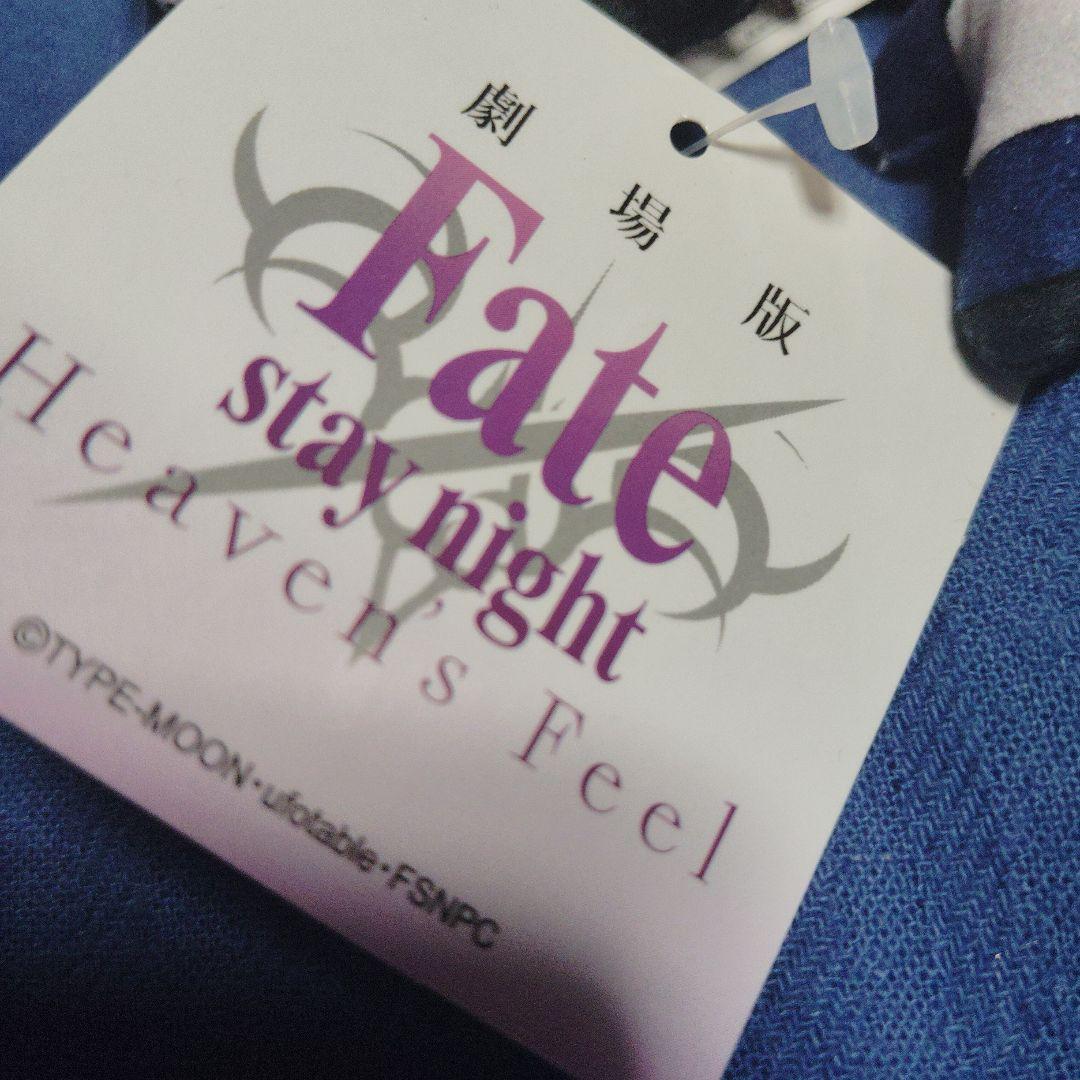 劇場版
Fate
stay night
Heaven's Feel
©TYPE-MOON・ufotable・FSNPC